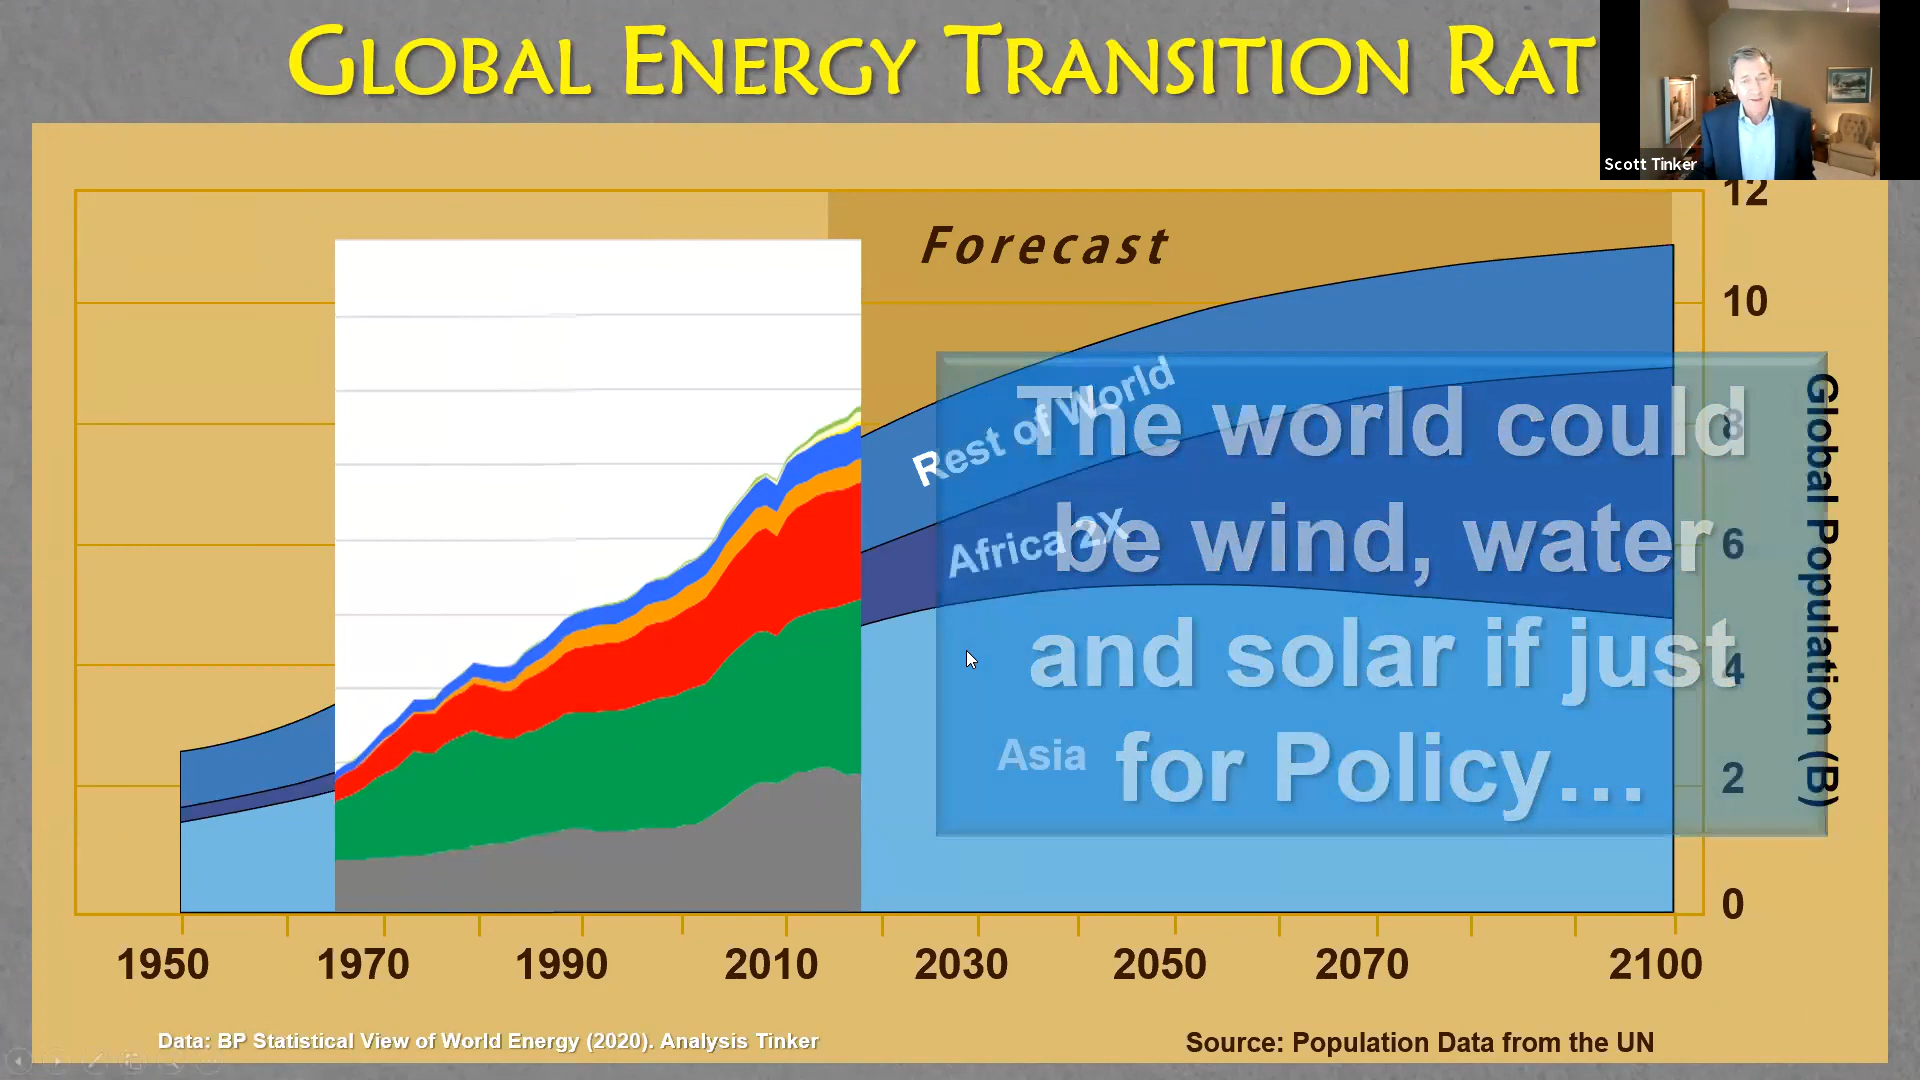 GLOBAL ENERGY TRANSITION RAT
Scott Tinker
Forecast
12
10
8
6
4
2
0
Global Population (B)
Rest of World
Africa 2X
Asia
The world could
be wind, water
and solar if just
for Policy...
1950 1970 1990 2010 2030 2050 2070 2100
Data: BP Statistical View of World Energy (2020). Analysis Tinker
Source: Population Data from the UN